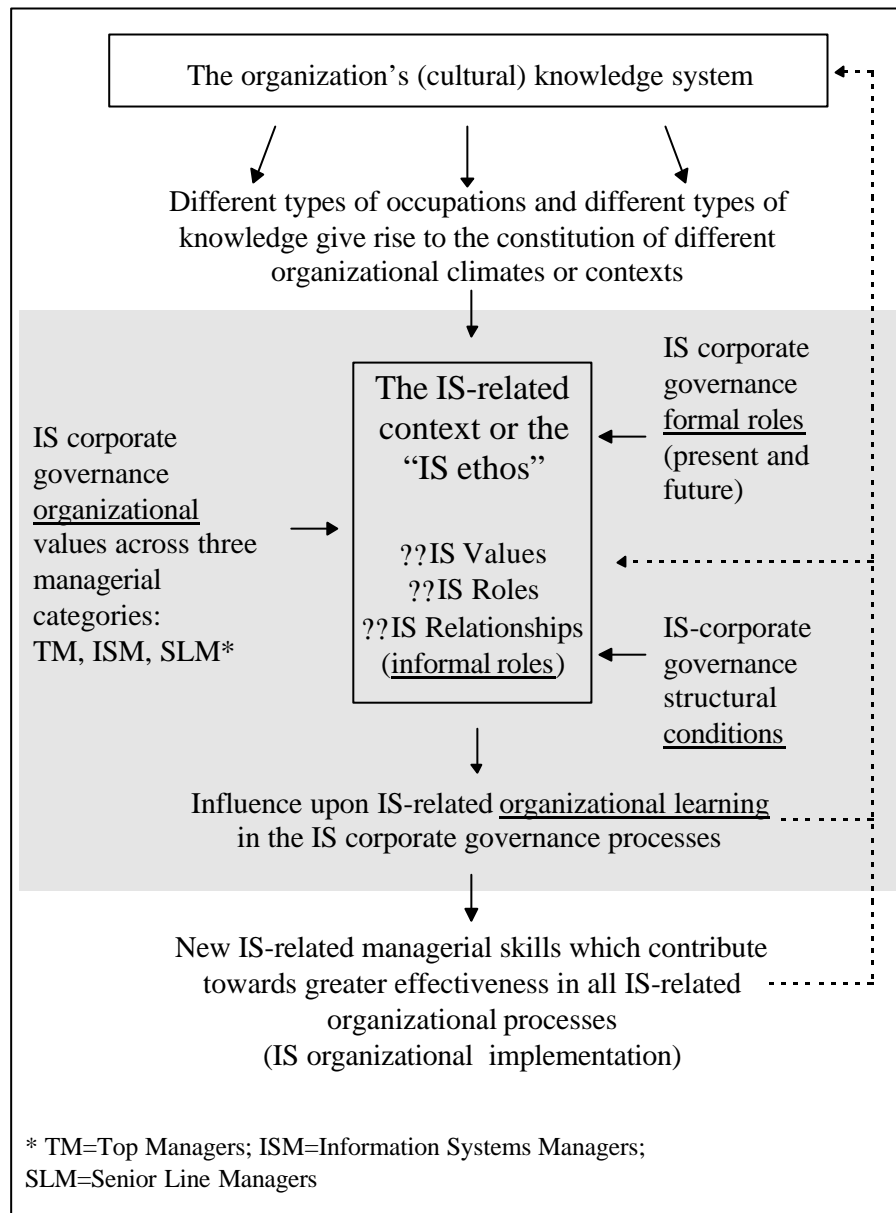 The organization’s (cultural) knowledge system
Different types of occupations and different types of
knowledge give rise to the constitution of different
organizational climates or contexts
IS corporate
governance
organizational
values across three
managerial
categories:
TM, ISM, SLM*
The IS-related
context or the
“IS ethos”
??IS Values
??IS Roles
??IS Relationships
(informal roles)
IS corporate
governance
formal roles
(present and
future)
IS-corporate
governance
structural
conditions
Influence upon IS-related organizational learning
in the IS corporate governance processes
New IS-related managerial skills which contribute
towards greater effectiveness in all IS-related
organizational processes
(IS organizational implementation)
* TM=Top Managers; ISM=Information Systems Managers;
SLM=Senior Line Managers